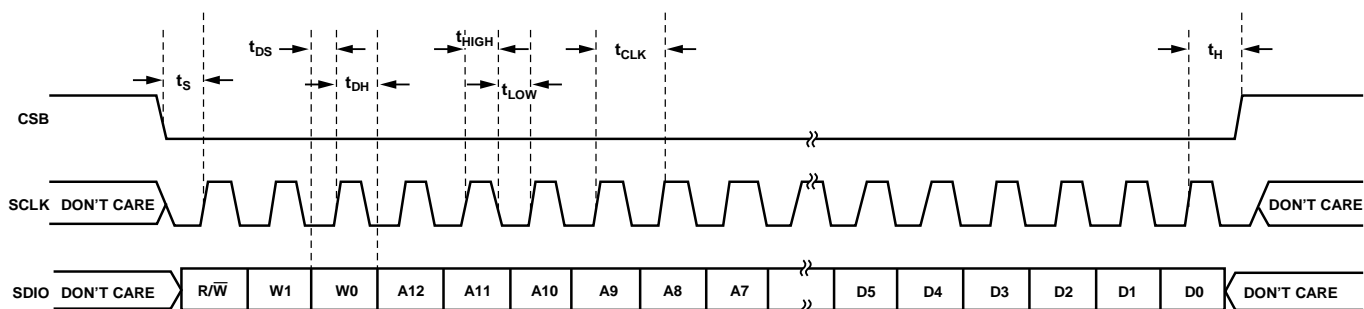 tDS
tHIGH
tCLK
tH
tS
tDH
tLOW
CSB
SCLK DON'T CARE
DON'T CARE
SDIO DON'T CARE
R/W̅ W1 W0 A12 A11 A10 A9 A8 A7 D5 D4 D3 D2 D1 D0
DON'T CARE